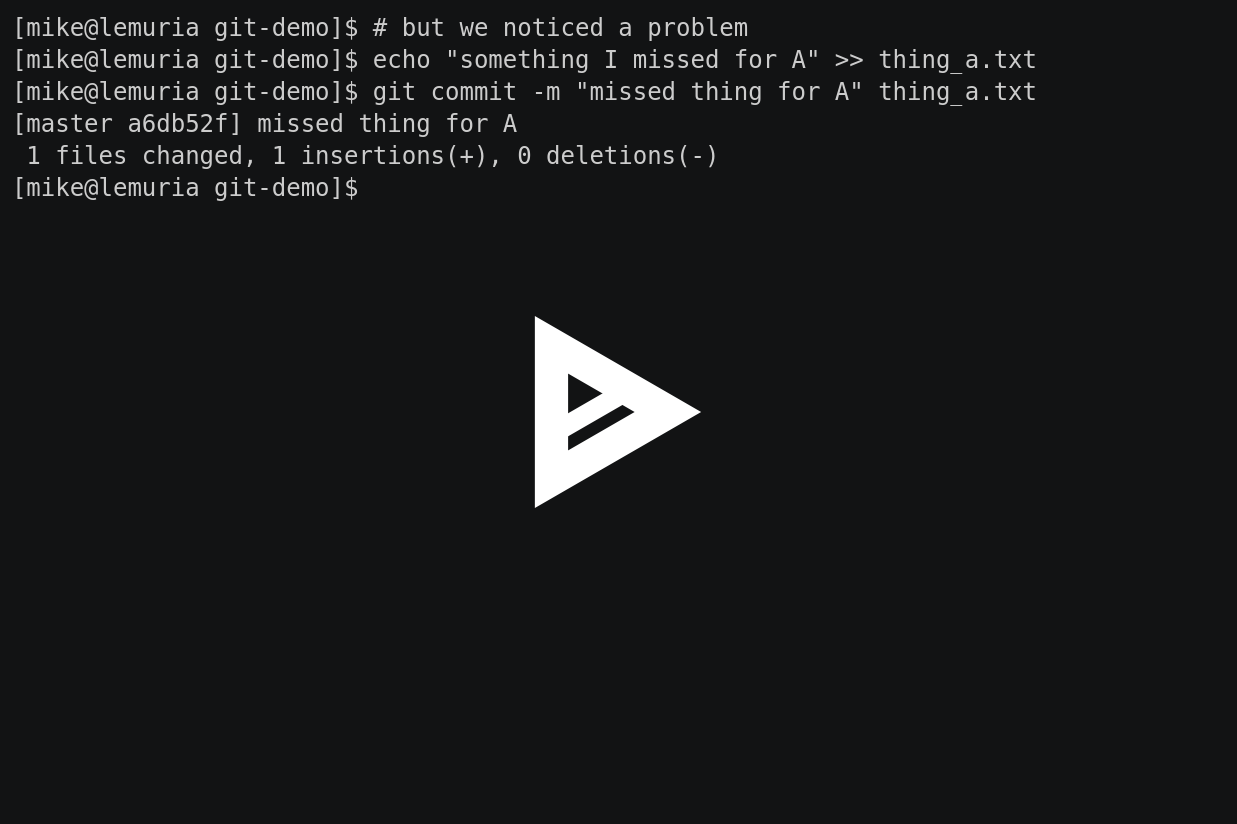 [mike@lemuria git-demo]$ # but we noticed a problem
[mike@lemuria git-demo]$ echo "something I missed for A" >> thing_a.txt
[mike@lemuria git-demo]$ git commit -m "missed thing for A" thing_a.txt
[master a6db52f] missed thing for A
 1 files changed, 1 insertions(+), 0 deletions(-)
[mike@lemuria git-demo]$